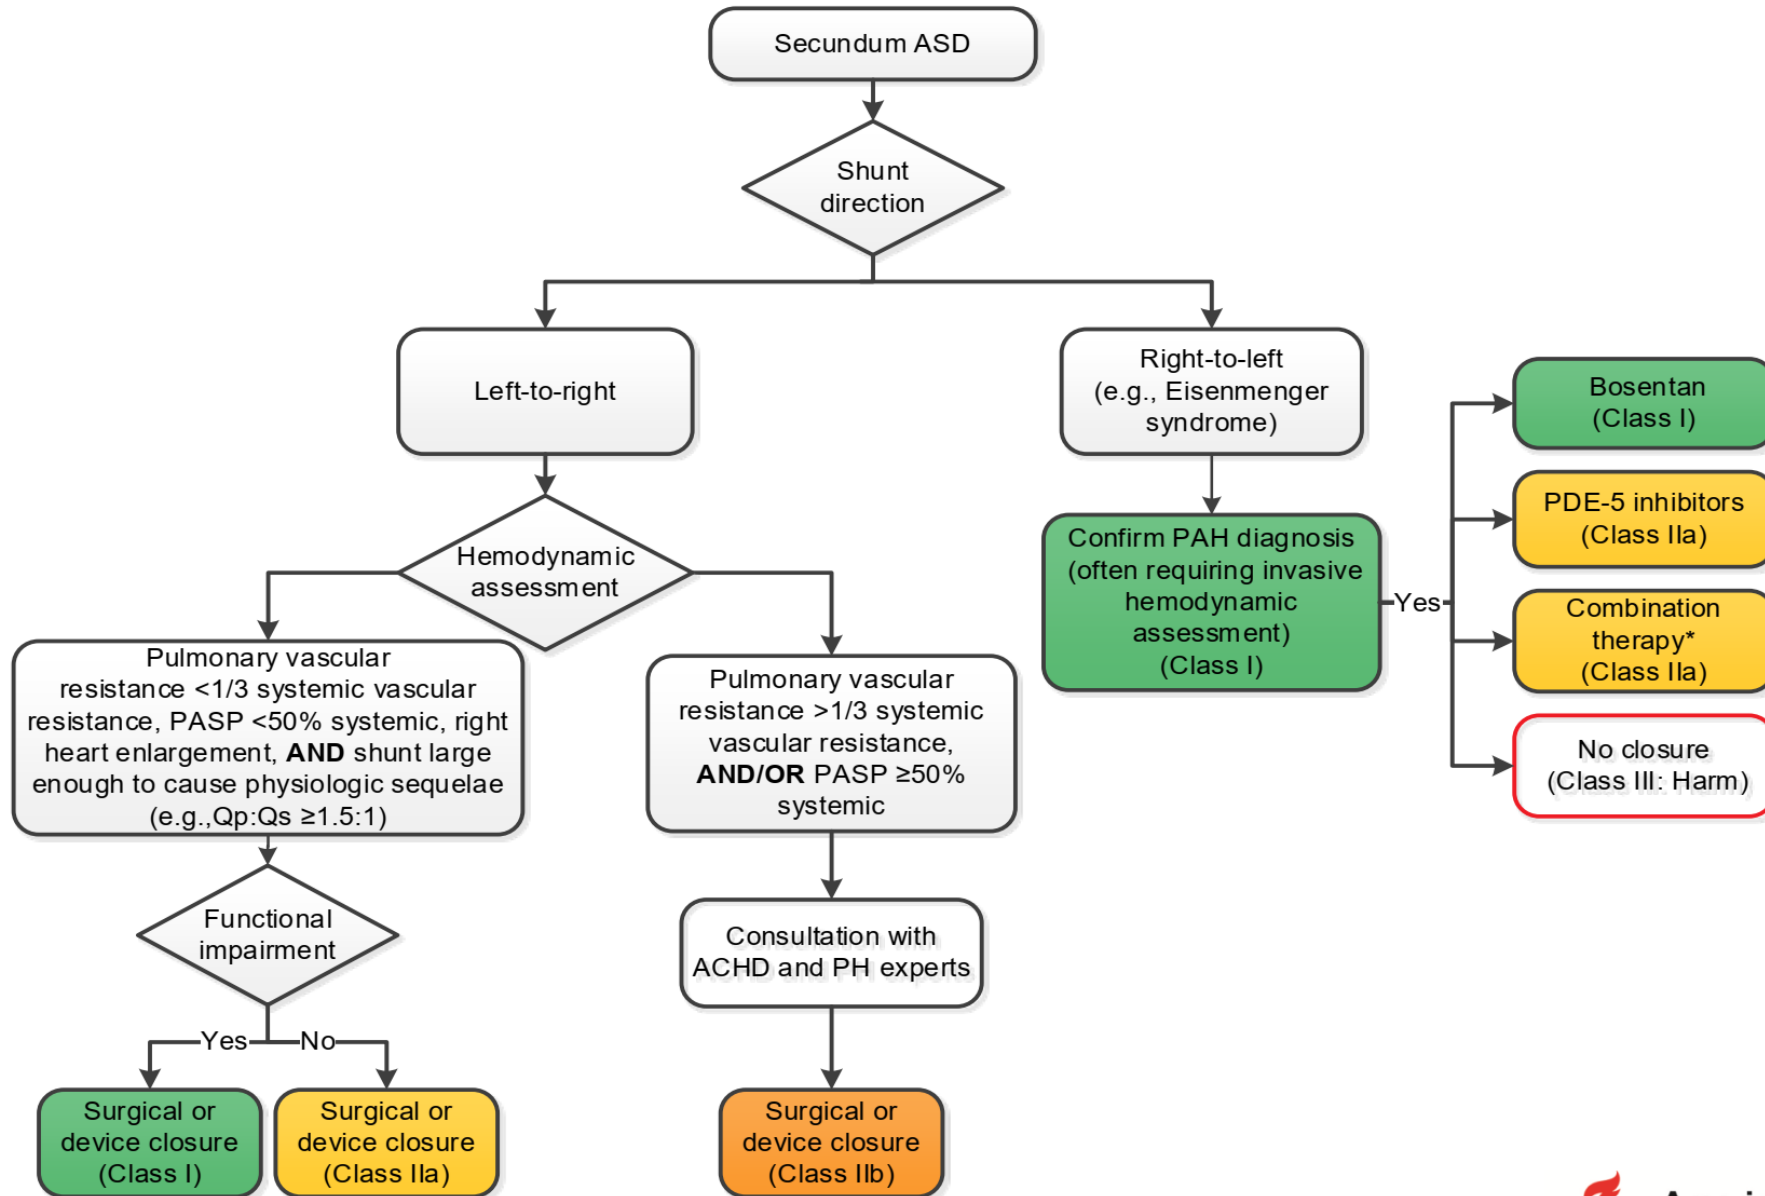 Secundum ASD
Shunt
direction
Left-to-right
Right-to-left
(e.g., Eisenmenger
syndrome)
Bosentan
(Class I)
PDE-5 inhibitors
(Class IIa)
Combination
therapy*
(Class IIa)
No closure
(Class III: Harm)
Confirm PAH diagnosis
(often requiring invasive
hemodynamic
assessment)
(Class I)
Yes
Hemodynamic
assessment
Pulmonary vascular
resistance <1/3 systemic vascular
resistance, PASP <50% systemic, right
heart enlargement, AND shunt large
enough to cause physiologic sequelae
(e.g.,Qp:Qs ≥1.5:1)
Pulmonary vascular
resistance >1/3 systemic
vascular resistance,
AND/OR PASP ≥50%
systemic
Functional
impairment
Consultation with
ACHD and PH experts
Yes
No
Surgical or
device closure
(Class I)
Surgical or
device closure
(Class IIa)
Surgical or
device closure
(Class IIb)